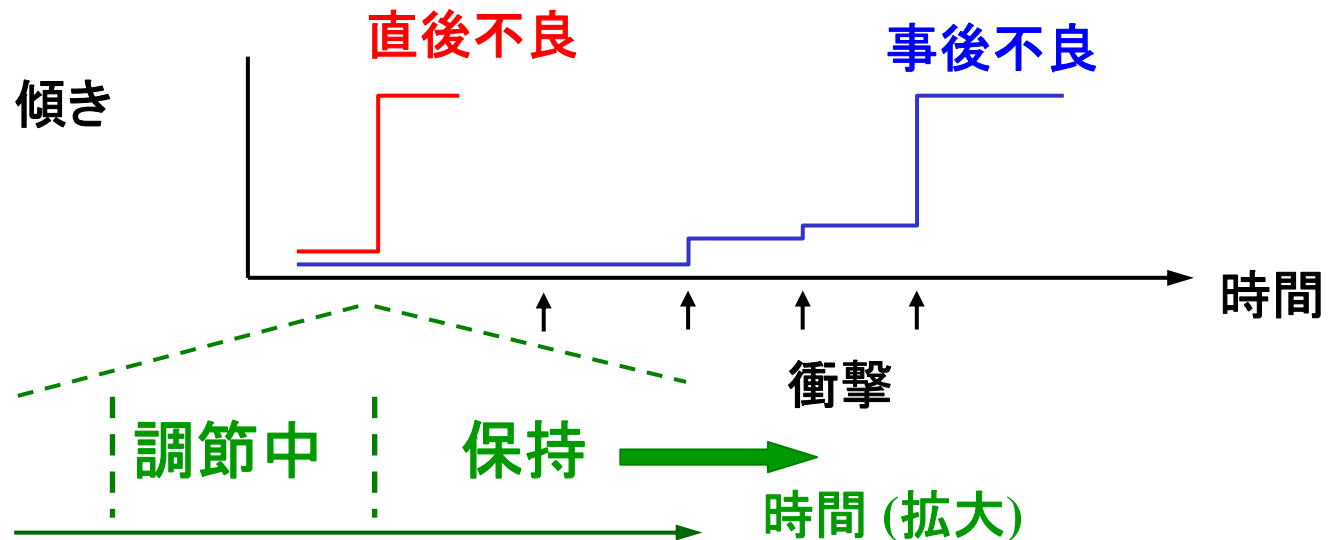 直後不良
事後不良
傾き
時間
衝撃
調節中
保持
時間 (拡大)